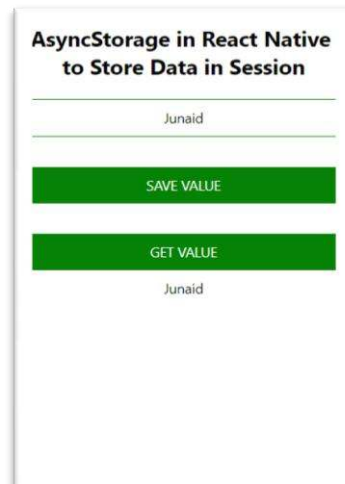 AsyncStorage in React Native
to Store Data in Session
Junaid
SAVE VALUE
GET VALUE
Junaid